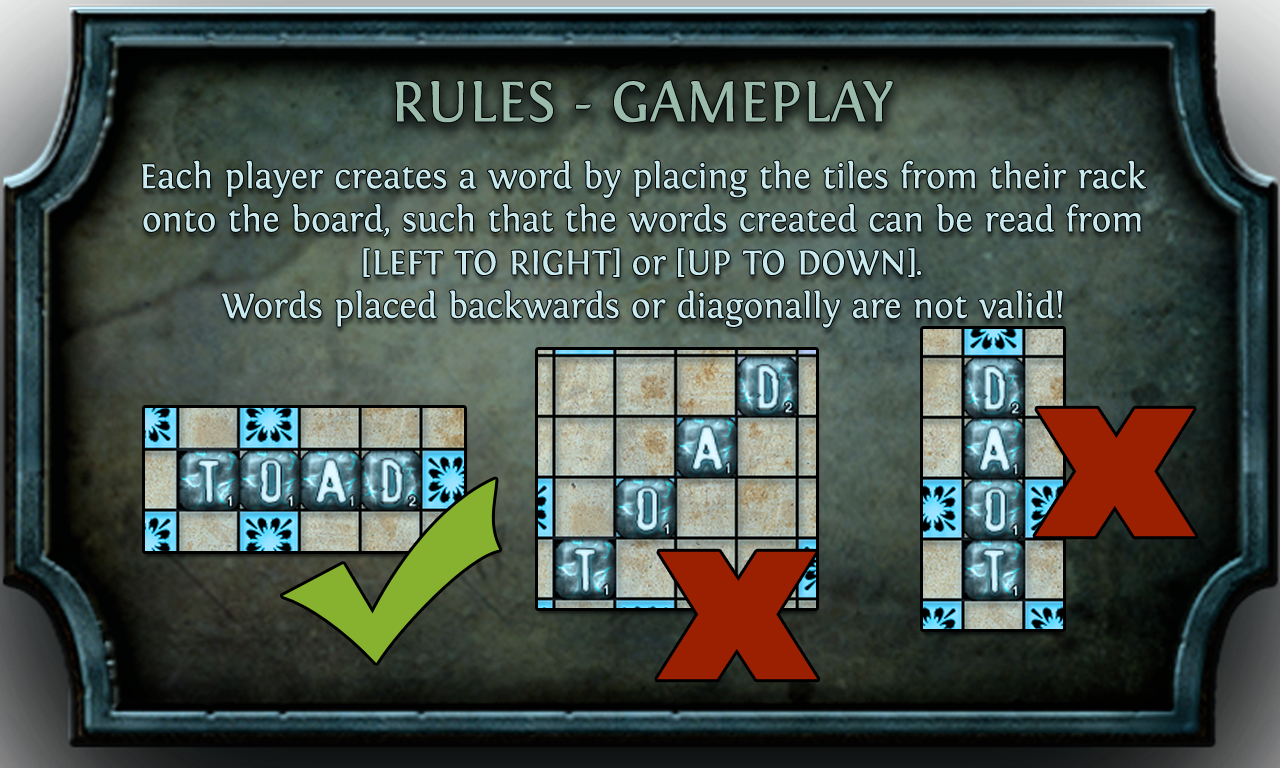 RULES - GAMEPLAY
Each player creates a word by placing the tiles from their rack
onto the board, such that the words created can be read from
[LEFT TO RIGHT] or [UP TO DOWN].
Words placed backwards or diagonally are not valid!
T1 O1 A1 D2
D2
A1
O1
T1
D2
A1
O1
T1